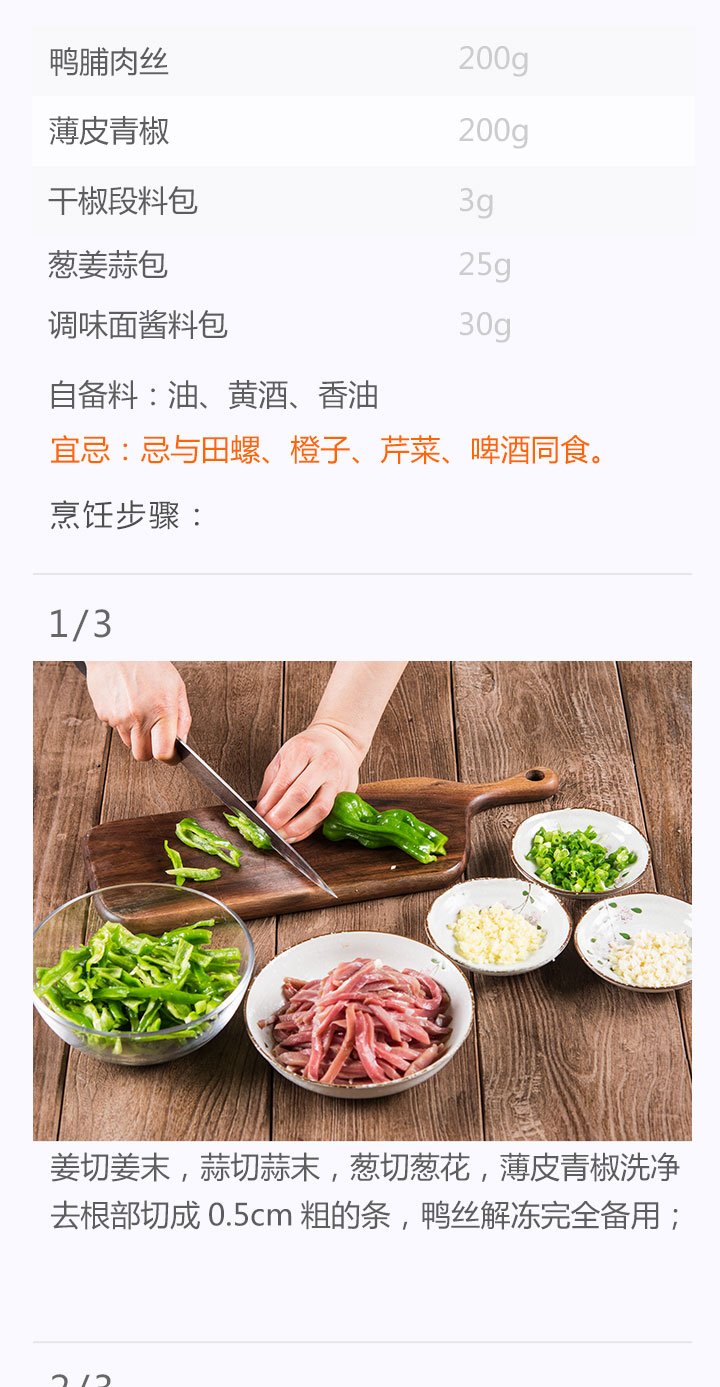 鸭脯肉丝 200g
薄皮青椒 200g
干椒段料包 3g
葱姜蒜包 25g
调味面酱料包 30g
自备料：油、黄酒、香油
宜忌：忌与田螺、橙子、芹菜、啤酒同食。
烹饪步骤：
1/3
姜切姜末，蒜切蒜末，葱切葱花，薄皮青椒洗净
去根部切成 0.5cm 粗的条，鸭丝解冻完全备用；
2/3